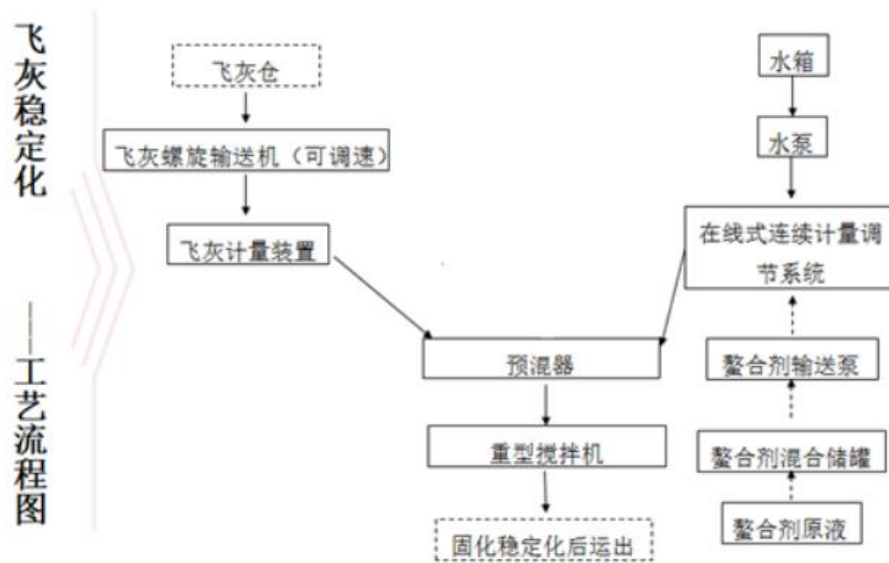 飞灰稳定化
——工艺流程图
飞灰仓
飞灰螺旋输送机（可调速）
飞灰计量装置
水箱
水泵
在线式连续计量调
节系统
预混器
螯合剂输送泵
重型搅拌机
螯合剂混合储罐
固化稳定化后运出
螯合剂原液